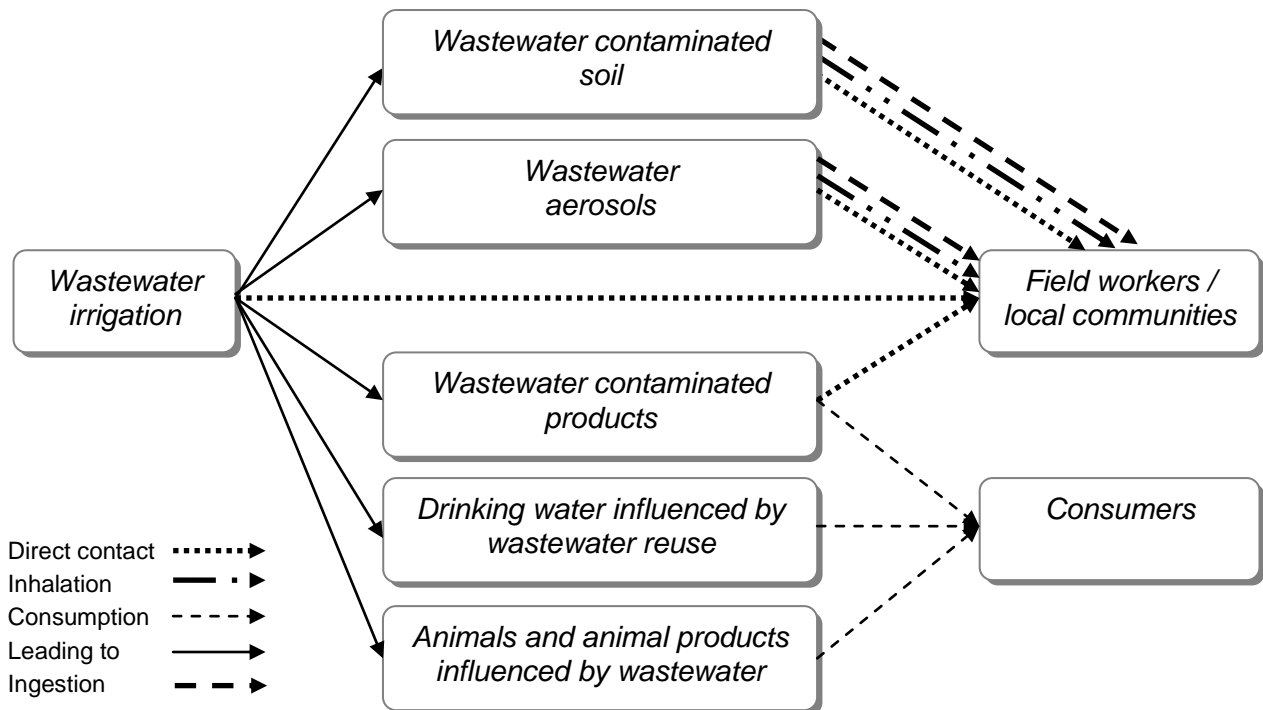 Wastewater contaminated
soil
Wastewater
aerosols
Wastewater
irrigation
Field workers /
local communities
Wastewater contaminated
products
Drinking water influenced by
wastewater reuse
Consumers
Animals and animal products
influenced by wastewater
Direct contact
Inhalation
Consumption
Leading to
Ingestion